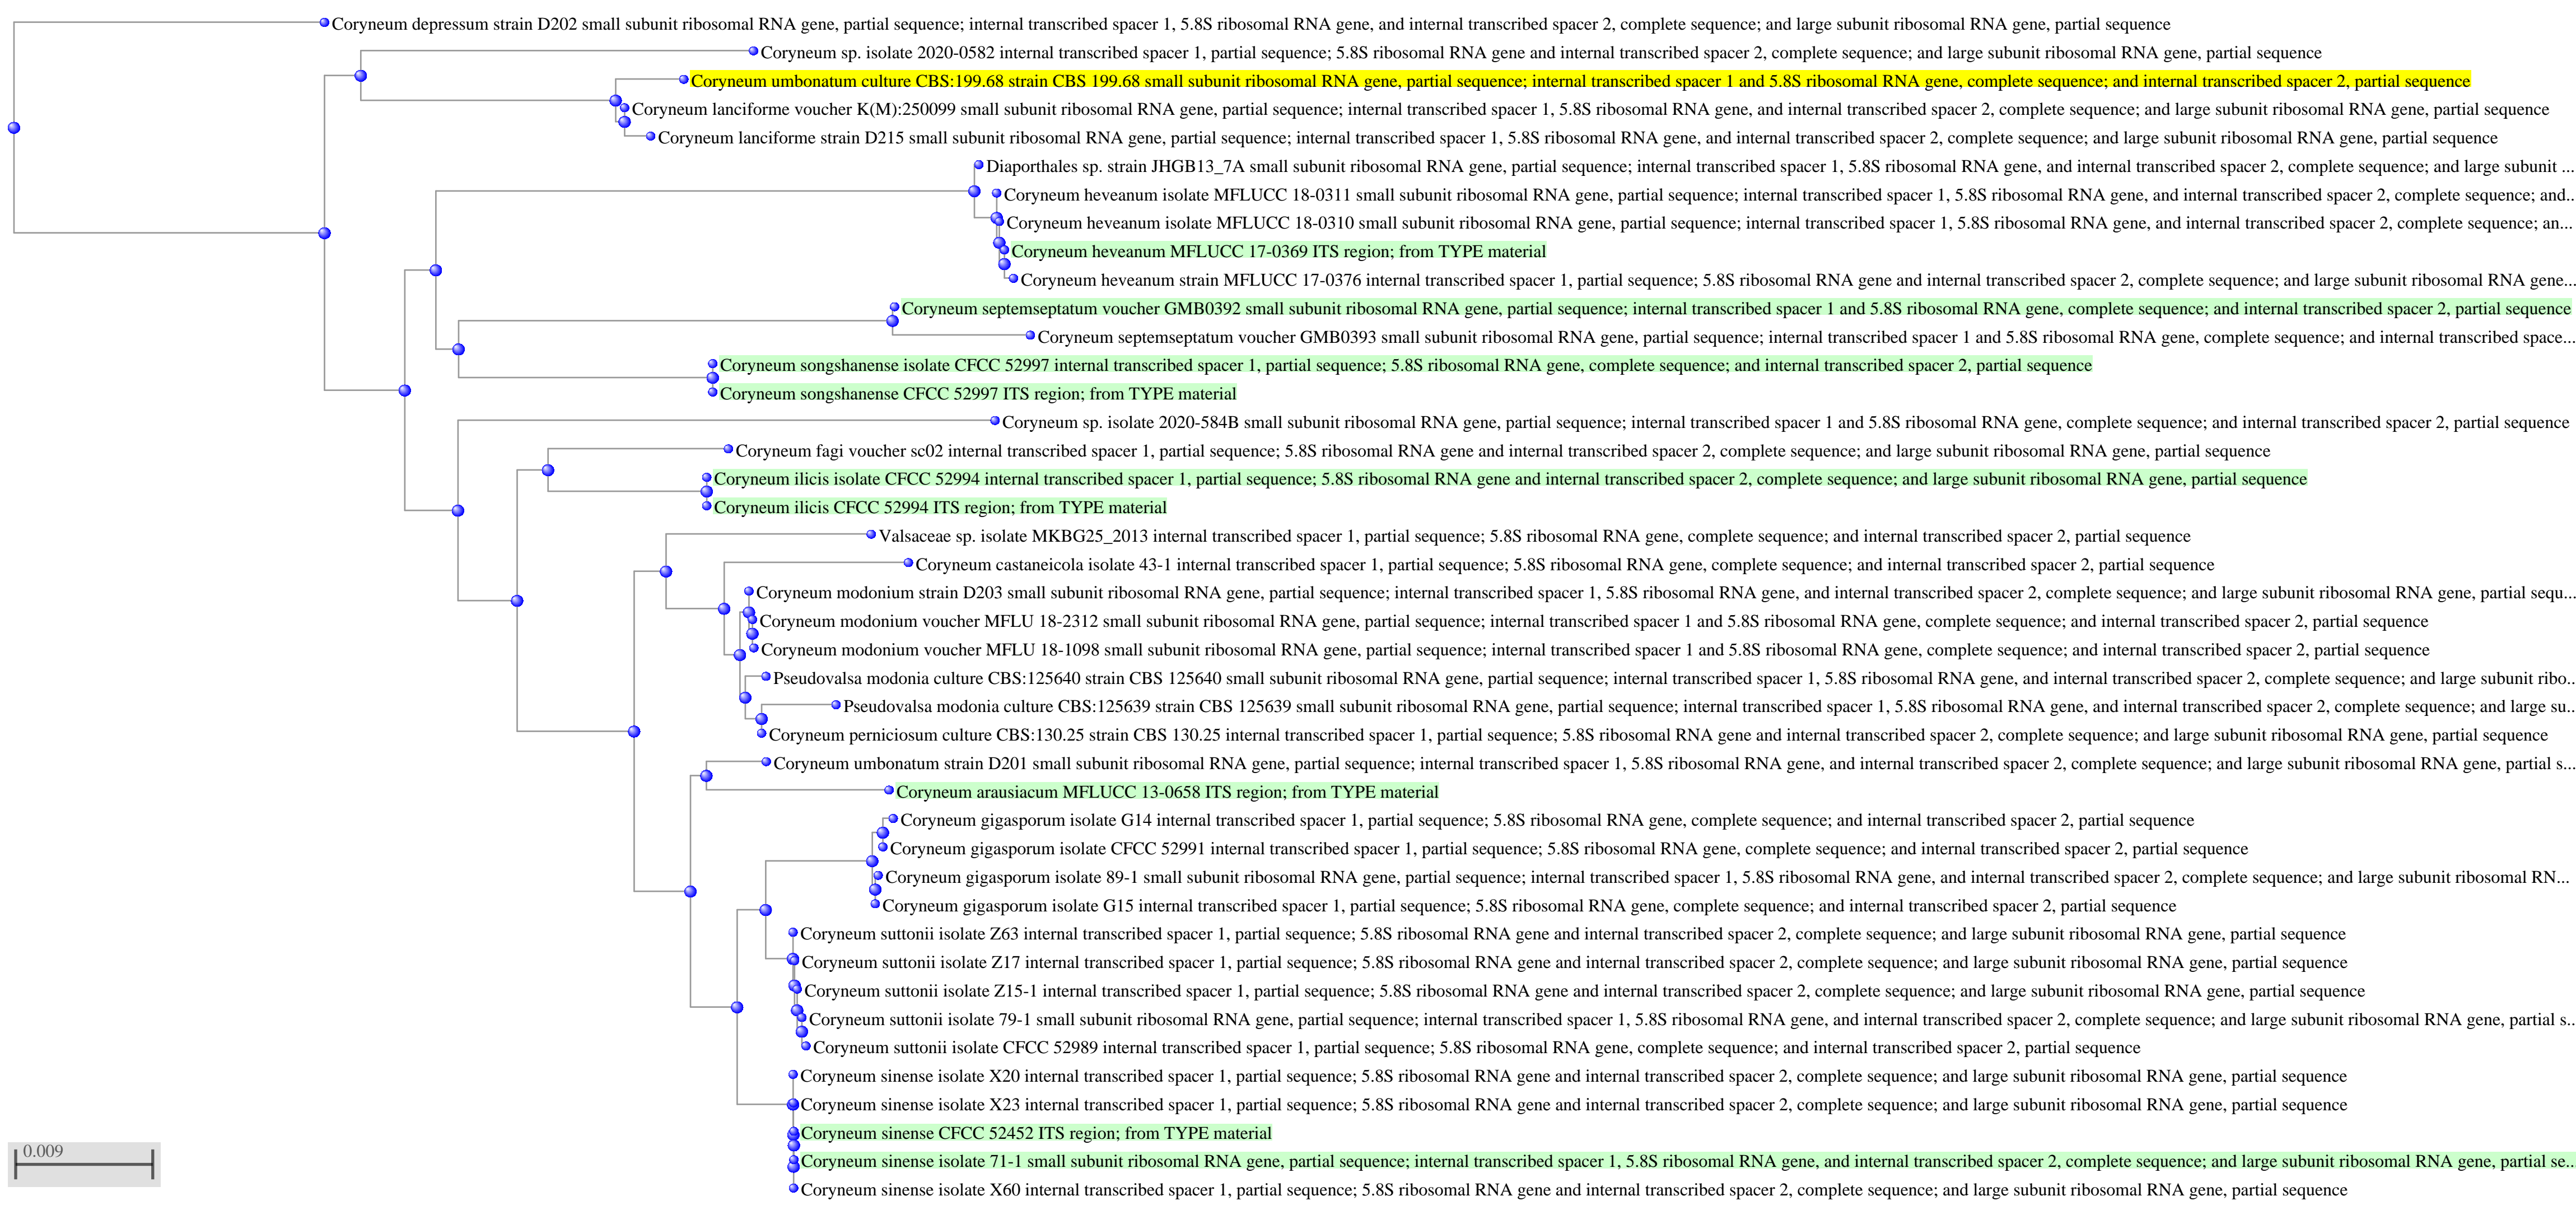 Coryneum depressum strain D202 small subunit ribosomal RNA gene, partial sequence; internal transcribed spacer 1, 5.8S ribosomal RNA gene, and internal transcribed spacer 2, complete sequence; and large subunit ribosomal RNA gene, partial sequence
Coryneum sp. isolate 2020-0582 internal transcribed spacer 1, partial sequence; 5.8S ribosomal RNA gene and internal transcribed spacer 2, complete sequence; and large subunit ribosomal RNA gene, partial sequence
Coryneum umbonatum culture CBS:199.68 strain CBS 199.68 small subunit ribosomal RNA gene, partial sequence; internal transcribed spacer 1 and 5.8S ribosomal RNA gene, complete sequence; and internal transcribed spacer 2, partial sequence
Coryneum lanciforme voucher K(M):250099 small subunit ribosomal RNA gene, partial sequence; internal transcribed spacer 1, 5.8S ribosomal RNA gene, and internal transcribed spacer 2, complete sequence; and large subunit ribosomal RNA gene, partial sequence
Coryneum lanciforme strain D215 small subunit ribosomal RNA gene, partial sequence; internal transcribed spacer 1, 5.8S ribosomal RNA gene, and internal transcribed spacer 2, complete sequence; and large subunit ribosomal RNA gene, partial sequence
Diaporthales sp. strain JHGB13_7A small subunit ribosomal RNA gene, partial sequence; internal transcribed spacer 1, 5.8S ribosomal RNA gene, and internal transcribed spacer 2, complete sequence; and large subunit ...
Coryneum heveanum isolate MFLUCC 18-0311 small subunit ribosomal RNA gene, partial sequence; internal transcribed spacer 1, 5.8S ribosomal RNA gene, and internal transcribed spacer 2, complete sequence; and...
Coryneum heveanum isolate MFLUCC 18-0310 small subunit ribosomal RNA gene, partial sequence; internal transcribed spacer 1, 5.8S ribosomal RNA gene, and internal transcribed spacer 2, complete sequence; an...
Coryneum heveanum MFLUCC 17-0369 ITS region; from TYPE material
Coryneum heveanum strain MFLUCC 17-0376 internal transcribed spacer 1, partial sequence; 5.8S ribosomal RNA gene and internal transcribed spacer 2, complete sequence; and large subunit ribosomal RNA gene...
Coryneum septemseptatum voucher GMB0392 small subunit ribosomal RNA gene, partial sequence; internal transcribed spacer 1 and 5.8S ribosomal RNA gene, complete sequence; and internal transcribed spacer 2, partial sequence
Coryneum septemseptatum voucher GMB0393 small subunit ribosomal RNA gene, partial sequence; internal transcribed spacer 1 and 5.8S ribosomal RNA gene, complete sequence; and internal transcribed space...
Coryneum songshanense isolate CFCC 52997 internal transcribed spacer 1, partial sequence; 5.8S ribosomal RNA gene, complete sequence; and internal transcribed spacer 2, partial sequence
Coryneum songshanense CFCC 52997 ITS region; from TYPE material
Coryneum sp. isolate 2020-584B small subunit ribosomal RNA gene, partial sequence; internal transcribed spacer 1 and 5.8S ribosomal RNA gene, complete sequence; and internal transcribed spacer 2, partial sequence
Coryneum fagi voucher sc02 internal transcribed spacer 1, partial sequence; 5.8S ribosomal RNA gene and internal transcribed spacer 2, complete sequence; and large subunit ribosomal RNA gene, partial sequence
Coryneum ilicis isolate CFCC 52994 internal transcribed spacer 1, partial sequence; 5.8S ribosomal RNA gene and internal transcribed spacer 2, complete sequence; and large subunit ribosomal RNA gene, partial sequence
Coryneum ilicis CFCC 52994 ITS region; from TYPE material
Valsaceae sp. isolate MKBG25_2013 internal transcribed spacer 1, partial sequence; 5.8S ribosomal RNA gene, complete sequence; and internal transcribed spacer 2, partial sequence
Coryneum castaneicola isolate 43-1 internal transcribed spacer 1, partial sequence; 5.8S ribosomal RNA gene, complete sequence; and internal transcribed spacer 2, partial sequence
Coryneum modonium strain D203 small subunit ribosomal RNA gene, partial sequence; internal transcribed spacer 1, 5.8S ribosomal RNA gene, and internal transcribed spacer 2, complete sequence; and large subunit ribosomal RNA gene, partial sequ...
Coryneum modonium voucher MFLU 18-2312 small subunit ribosomal RNA gene, partial sequence; internal transcribed spacer 1 and 5.8S ribosomal RNA gene, complete sequence; and internal transcribed spacer 2, partial sequence
Coryneum modonium voucher MFLU 18-1098 small subunit ribosomal RNA gene, partial sequence; internal transcribed spacer 1 and 5.8S ribosomal RNA gene, complete sequence; and internal transcribed spacer 2, partial sequence
Pseudovalsa modonia culture CBS:125640 strain CBS 125640 small subunit ribosomal RNA gene, partial sequence; internal transcribed spacer 1, 5.8S ribosomal RNA gene, and internal transcribed spacer 2, complete sequence; and large subunit ribo...
Pseudovalsa modonia culture CBS:125639 strain CBS 125639 small subunit ribosomal RNA gene, partial sequence; internal transcribed spacer 1, 5.8S ribosomal RNA gene, and internal transcribed spacer 2, complete sequence; and large su...
Coryneum perniciosum culture CBS:130.25 strain CBS 130.25 internal transcribed spacer 1, partial sequence; 5.8S ribosomal RNA gene and internal transcribed spacer 2, complete sequence; and large subunit ribosomal RNA gene, partial sequence
Coryneum umbonatum strain D201 small subunit ribosomal RNA gene, partial sequence; internal transcribed spacer 1, 5.8S ribosomal RNA gene, and internal transcribed spacer 2, complete sequence; and large subunit ribosomal RNA gene, partial s...
Coryneum arausiacum MFLUCC 13-0658 ITS region; from TYPE material
Coryneum gigasporum isolate G14 internal transcribed spacer 1, partial sequence; 5.8S ribosomal RNA gene, complete sequence; and internal transcribed spacer 2, partial sequence
Coryneum gigasporum isolate CFCC 52991 internal transcribed spacer 1, partial sequence; 5.8S ribosomal RNA gene, complete sequence; and internal transcribed spacer 2, partial sequence
Coryneum gigasporum isolate 89-1 small subunit ribosomal RNA gene, partial sequence; internal transcribed spacer 1, 5.8S ribosomal RNA gene, and internal transcribed spacer 2, complete sequence; and large subunit ribosomal RN...
Coryneum gigasporum isolate G15 internal transcribed spacer 1, partial sequence; 5.8S ribosomal RNA gene, complete sequence; and internal transcribed spacer 2, partial sequence
Coryneum suttonii isolate Z63 internal transcribed spacer 1, partial sequence; 5.8S ribosomal RNA gene and internal transcribed spacer 2, complete sequence; and large subunit ribosomal RNA gene, partial sequence
Coryneum suttonii isolate Z17 internal transcribed spacer 1, partial sequence; 5.8S ribosomal RNA gene and internal transcribed spacer 2, complete sequence; and large subunit ribosomal RNA gene, partial sequence
Coryneum suttonii isolate Z15-1 internal transcribed spacer 1, partial sequence; 5.8S ribosomal RNA gene and internal transcribed spacer 2, complete sequence; and large subunit ribosomal RNA gene, partial sequence
Coryneum suttonii isolate 79-1 small subunit ribosomal RNA gene, partial sequence; internal transcribed spacer 1, 5.8S ribosomal RNA gene, and internal transcribed spacer 2, complete sequence; and large subunit ribosomal RNA gene, partial s...
Coryneum suttonii isolate CFCC 52989 internal transcribed spacer 1, partial sequence; 5.8S ribosomal RNA gene, complete sequence; and internal transcribed spacer 2, partial sequence
Coryneum sinense isolate X20 internal transcribed spacer 1, partial sequence; 5.8S ribosomal RNA gene and internal transcribed spacer 2, complete sequence; and large subunit ribosomal RNA gene, partial sequence
Coryneum sinense isolate X23 internal transcribed spacer 1, partial sequence; 5.8S ribosomal RNA gene and internal transcribed spacer 2, complete sequence; and large subunit ribosomal RNA gene, partial sequence
Coryneum sinense CFCC 52452 ITS region; from TYPE material
0.009
Coryneum sinense isolate 71-1 small subunit ribosomal RNA gene, partial sequence; internal transcribed spacer 1, 5.8S ribosomal RNA gene, and internal transcribed spacer 2, complete sequence; and large subunit ribosomal RNA gene, partial se...
Coryneum sinense isolate X60 internal transcribed spacer 1, partial sequence; 5.8S ribosomal RNA gene and internal transcribed spacer 2, complete sequence; and large subunit ribosomal RNA gene, partial sequence